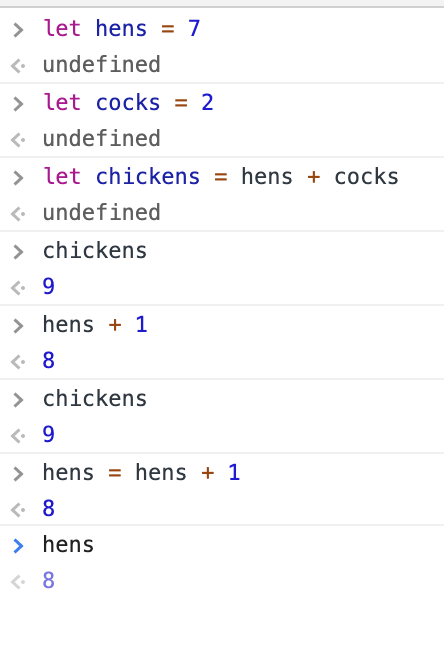 let hens = 7
undefined
let cocks = 2
undefined
let chickens = hens + cocks
undefined
chickens
9
hens + 1
8
chickens
9
hens = hens + 1
8
hens
8